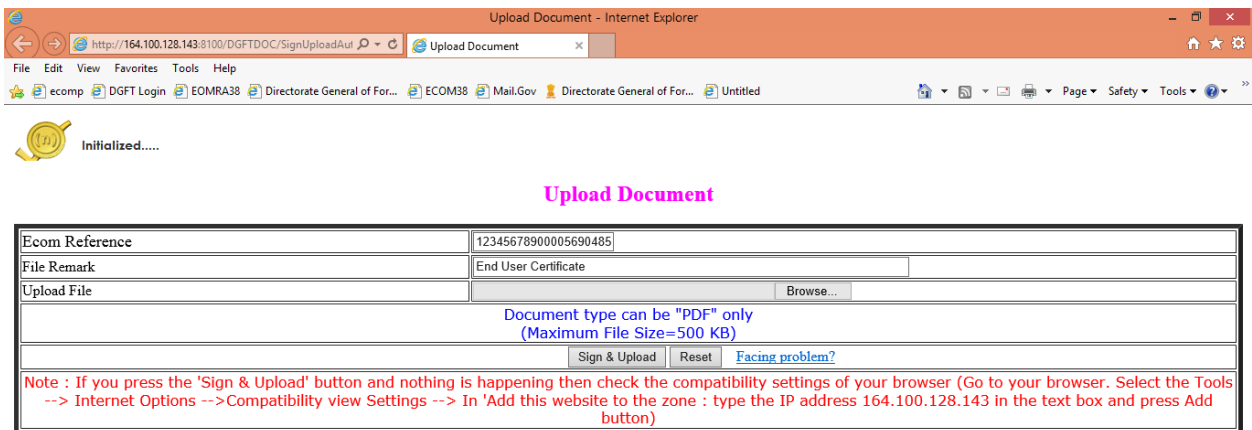 Upload Document - Internet Explorer
http://164.100.128.143:8100/DGFTDOC/SignUploadAut
Upload Document
File Edit View Favorites Tools Help
ecomp DGFT Login EOMRA38 Directorate General of For... ECOM38 Mail.Gov Directorate General of For... Untitled Page Safety Tools
(n) Initialized.....
Upload Document
Ecom Reference 12345678900005690485
File Remark End User Certificate
Upload File Browse...
Document type can be "PDF" only
(Maximum File Size=500 KB)
Sign & Upload Reset Facing problem?
Note : If you press the 'Sign & Upload' button and nothing is happening then check the compatibility settings of your browser (Go to your browser. Select the Tools
--> Internet Options -->Compatibility view Settings --> In 'Add this website to the zone : type the IP address 164.100.128.143 in the text box and press Add
button)